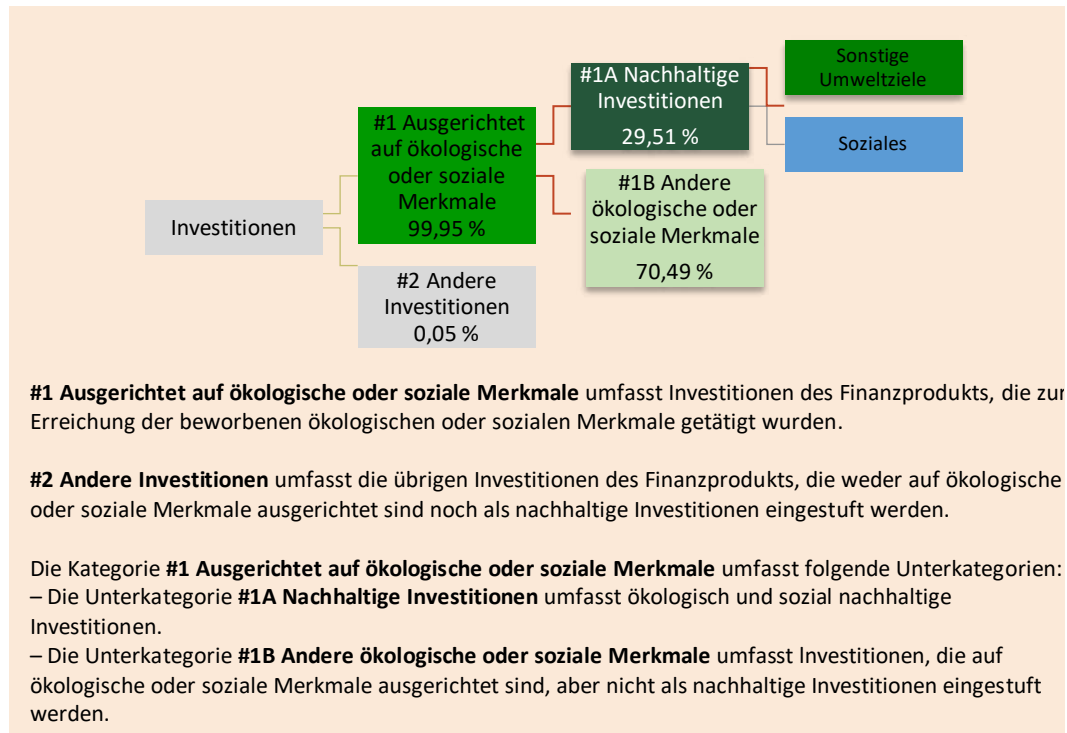 Investitionen
#1 Ausgerichtet
auf ökologische
oder soziale
Merkmale
99,95 %
#2 Andere
Investitionen
0,05 %
#1A Nachhaltige
Investitionen
29,51 %
#1B Andere
ökologische oder
soziale Merkmale
70,49 %
Sonstige
Umweltziele
Soziales
#1 Ausgerichtet auf ökologische oder soziale Merkmale umfasst Investitionen des Finanzprodukts, die zur
Erreichung der beworbenen ökologischen oder sozialen Merkmale getätigt wurden.
#2 Andere Investitionen umfasst die übrigen Investitionen des Finanzprodukts, die weder auf ökologische
oder soziale Merkmale ausgerichtet sind noch als nachhaltige Investitionen eingestuft werden.
Die Kategorie #1 Ausgerichtet auf ökologische oder soziale Merkmale umfasst folgende Unterkategorien:
– Die Unterkategorie #1A Nachhaltige Investitionen umfasst ökologisch und sozial nachhaltige
Investitionen.
– Die Unterkategorie #1B Andere ökologische oder soziale Merkmale umfasst Investitionen, die auf
ökologische oder soziale Merkmale ausgerichtet sind, aber nicht als nachhaltige Investitionen eingestuft
werden.